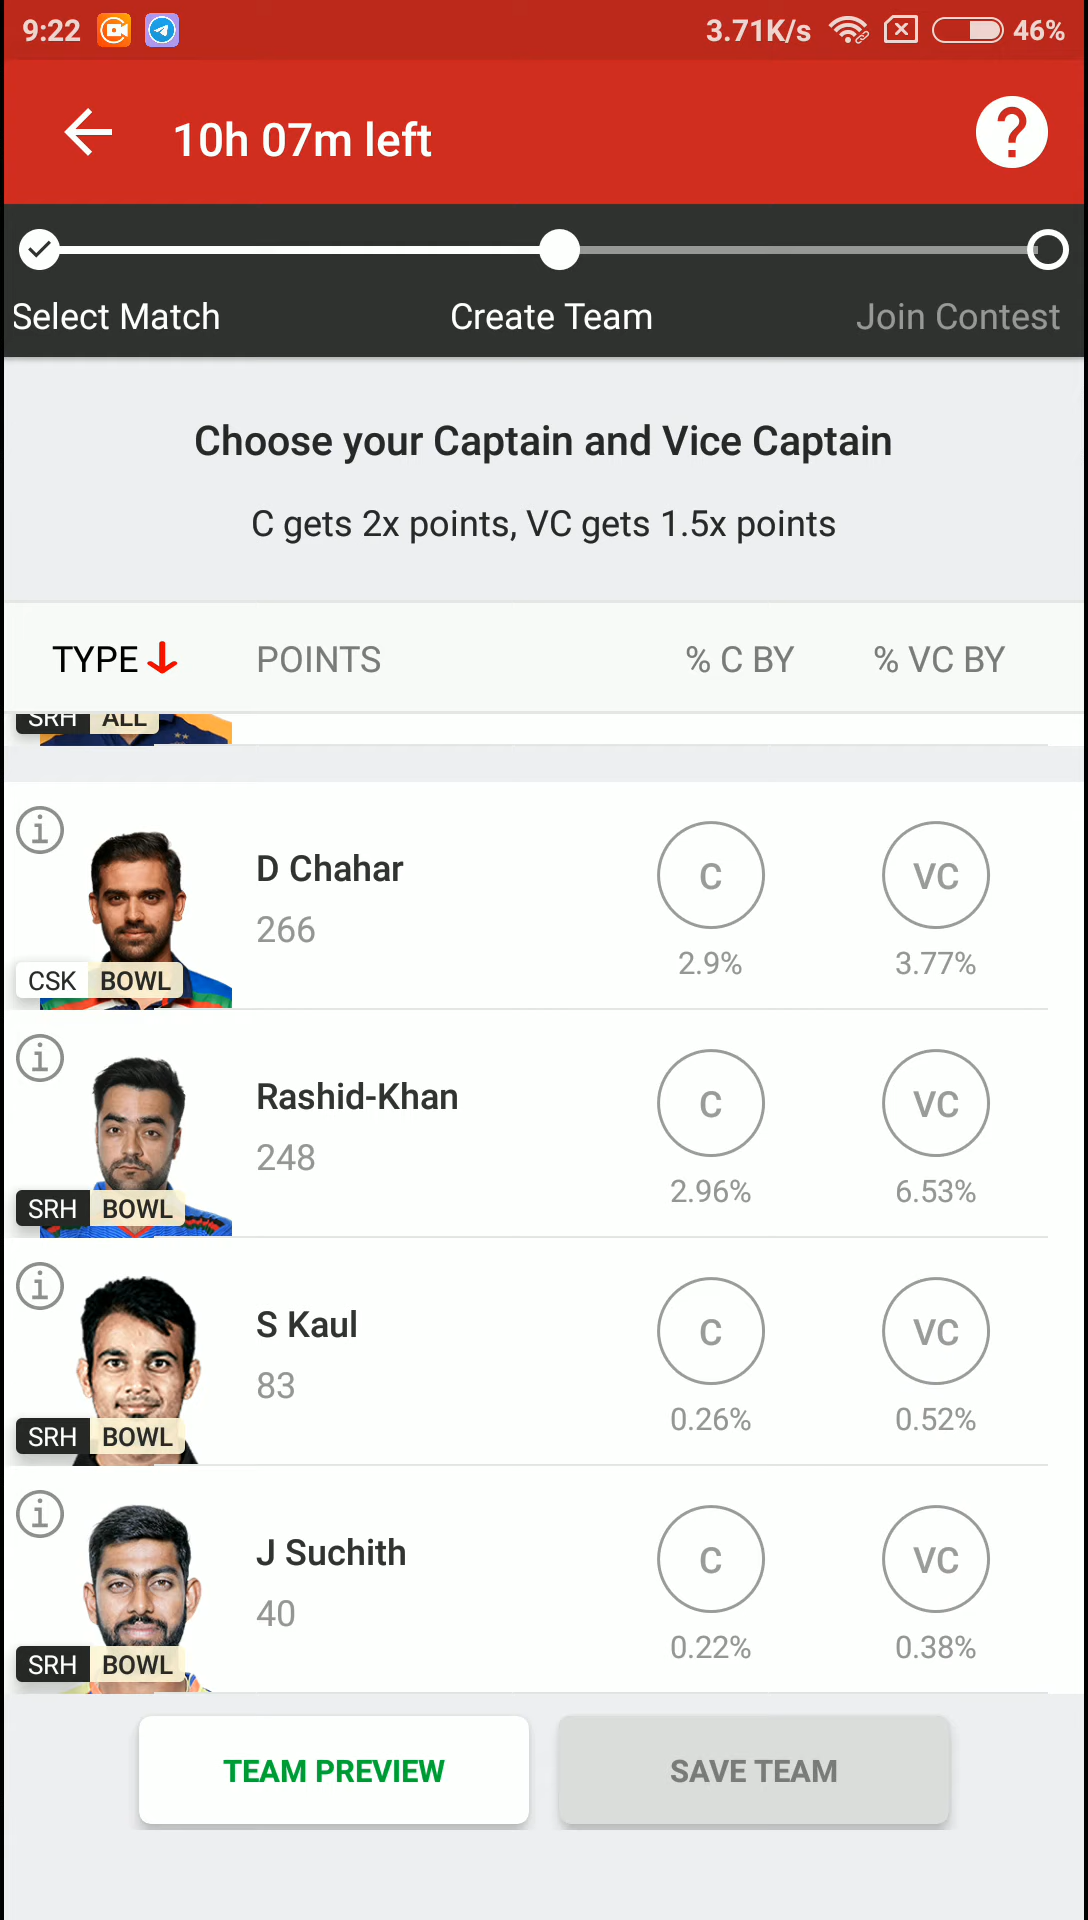 9:22 3.71K/s 46%
10h 07m left ?
Select Match Create Team Join Contest
Choose your Captain and Vice Captain
C gets 2x points, VC gets 1.5x points
TYPE POINTS % C BY % VC BY
SRH ALL
i
D Chahar
266
C
VC
2.9%
3.77%
CSK BOWL
i
Rashid-Khan
248
C
VC
2.96%
6.53%
SRH BOWL
i
S Kaul
83
C
VC
0.26%
0.52%
SRH BOWL
i
J Suchith
40
C
VC
0.22%
0.38%
SRH BOWL
TEAM PREVIEW SAVE TEAM